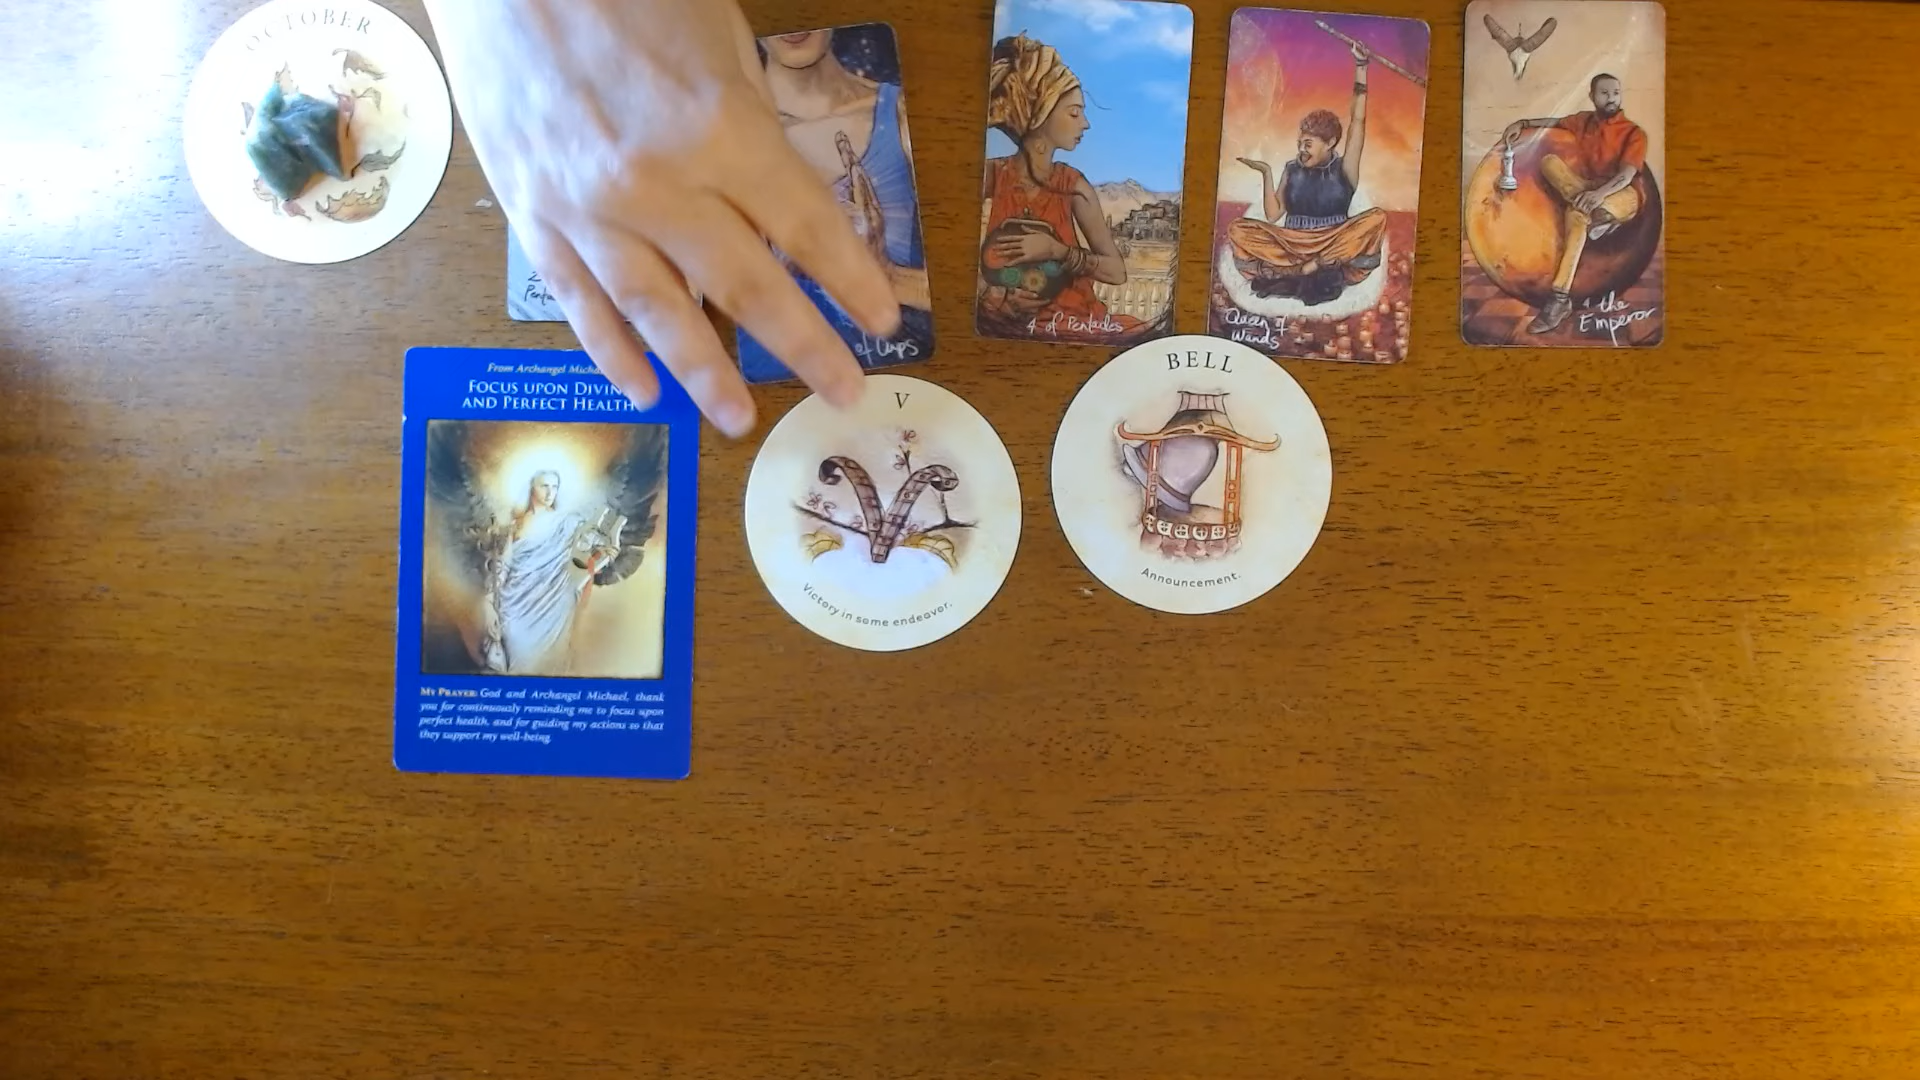 OCTOBER
2
of Cups
4 of Pentacles
Queen of
Wands
4 the
Emperor
From Archangel
FOCUS UPON
AND PERFECT HEALTH
MY PRAYER: God and Archangel Michael, thank
you for continuously reminding me to focus upon
perfect health, and for guiding my actions so that
they support my well-being.
V
Victory in some endeavor.
BELL
Announcement.